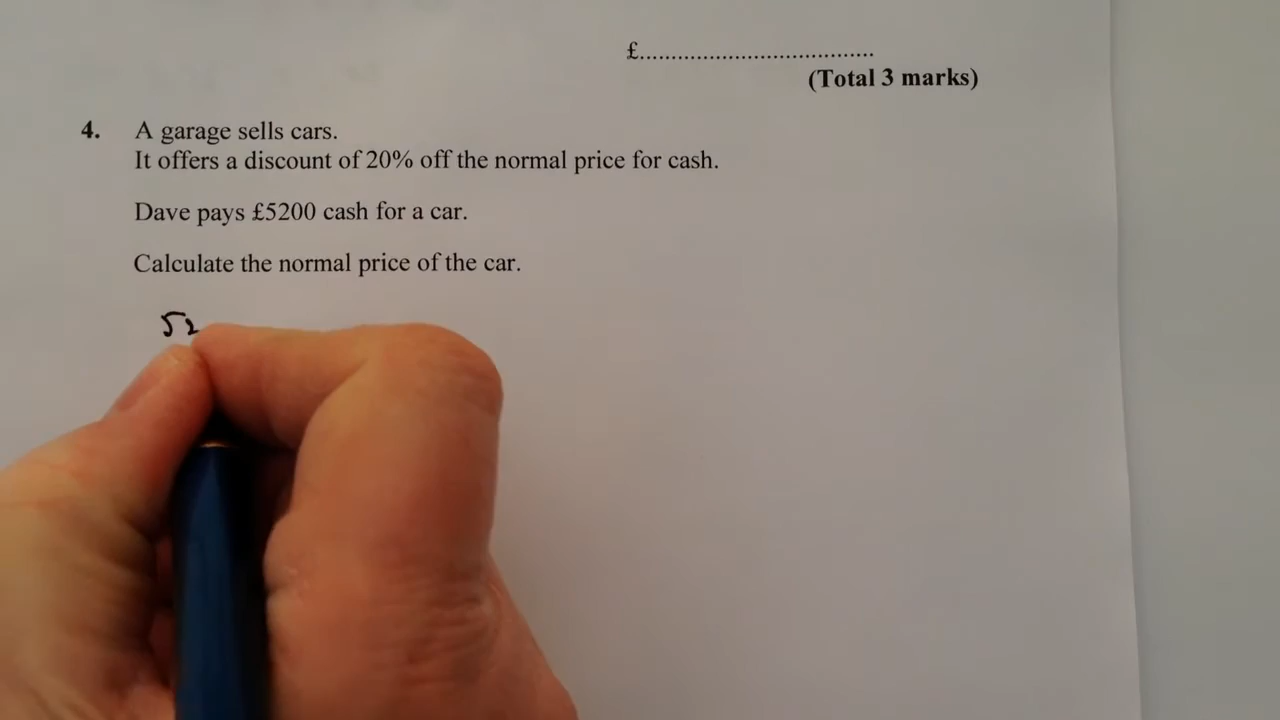 £....................................
(Total 3 marks)
4. A garage sells cars.
It offers a discount of 20% off the normal price for cash.
Dave pays £5200 cash for a car.
Calculate the normal price of the car.
52